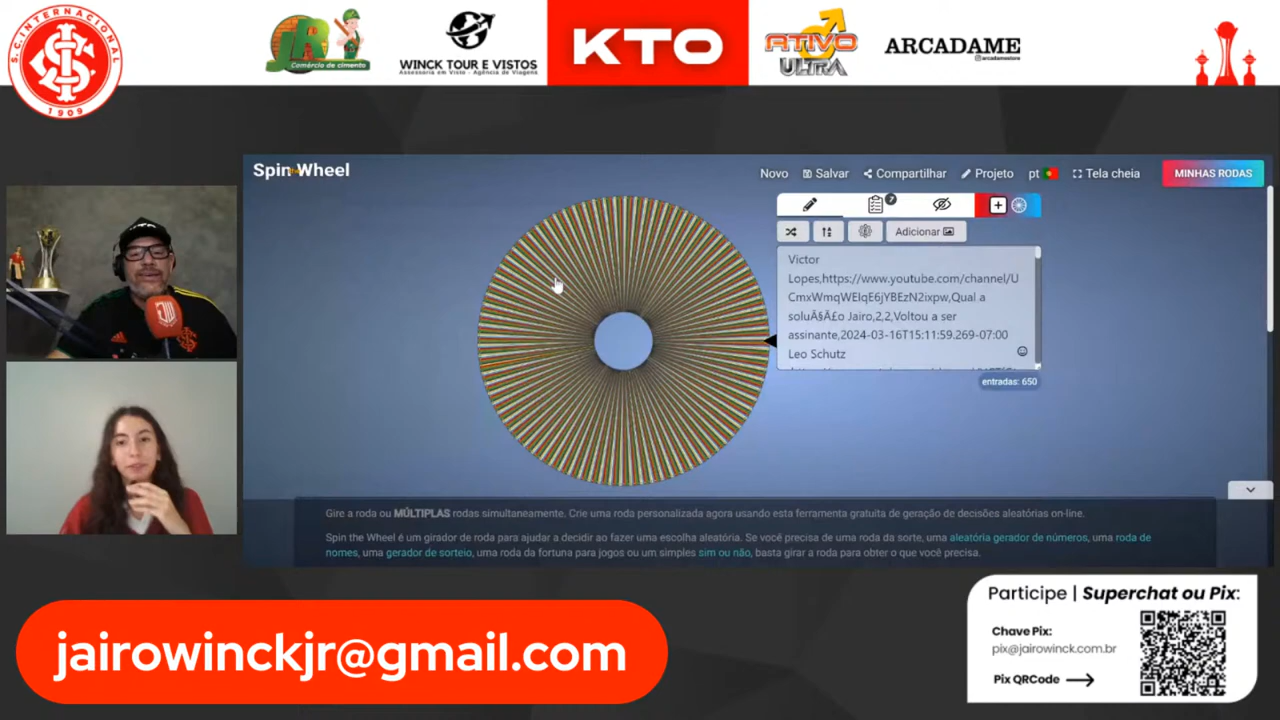 S.C. INTERNACIONAL
1909
JR
Comércio de cimento
WINCK TOUR E VISTOS
Assessoria em Visto - Agência de Viagens
KTO
ATIVO
ULTRA
ARCADAME
@arcadamestore
Spin the Wheel
Novo
Salvar
Compartilhar
Projeto
pt
Tela cheia
MINHAS RODAS
7
Adicionar
Victor
Lopes,https://www.youtube.com/channel/U
CmxWmqWElqE6jYBEzN2ixpw,Qual a
soluÃ§Ã£o Jairo,2,2,Voltou a ser
assinante,2024-03-16T15:11:59.269-07:00
Leo Schutz
entradas: 650
Gire a roda ou MÚLTIPLAS rodas simultaneamente. Crie uma roda personalizada agora usando esta ferramenta gratuita de geração de decisões aleatórias on-line.
Spin the Wheel é um girador de roda para ajudar a decidir ao fazer uma escolha aleatória. Se você precisa de uma roda da sorte, uma aleatória gerador de números, uma roda de
nomes, uma gerador de sorteio, uma roda da fortuna para jogos ou um simples sim ou não, basta girar a roda para obter o que você precisa.
jairowinckjr@gmail.com
Participe | Superchat ou Pix:
Chave Pix:
pix@jairowinck.com.br
Pix QRCode